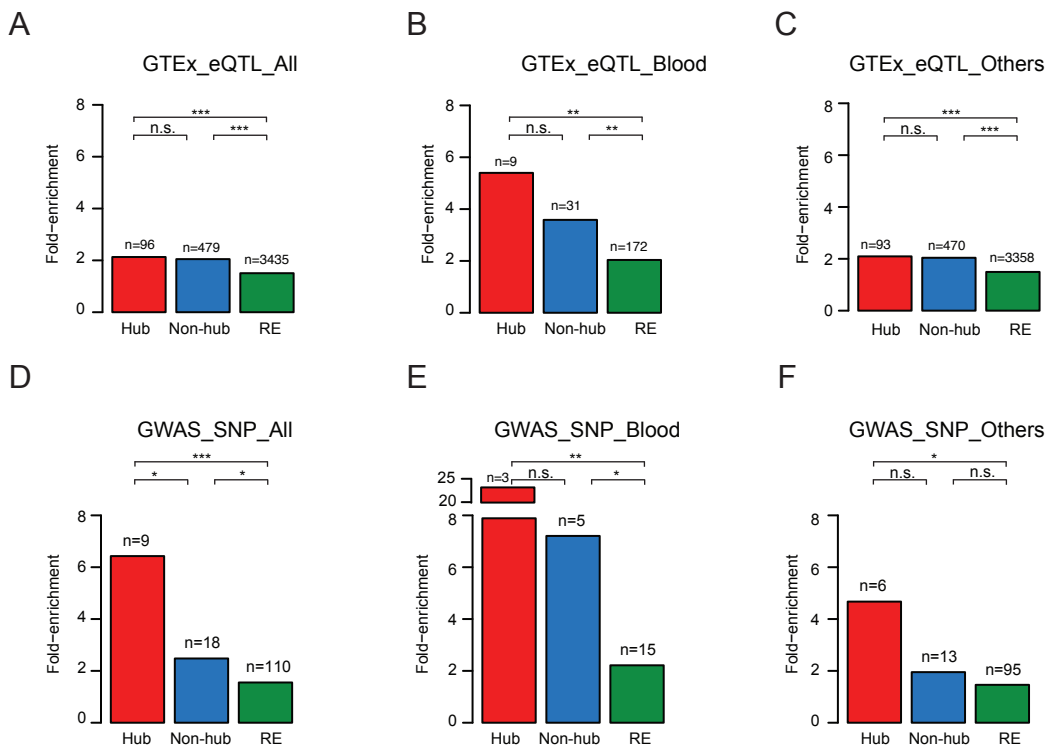 A
GTEx_eQTL_All
8
6
4
2
0
Fold−enrichment
***
n.s.
***
n=96
n=479
n=3435
Hub
Non-hub
RE
B
GTEx_eQTL_Blood
8
6
4
2
0
Fold−enrichment
**
n.s.
**
n=9
n=31
n=172
Hub
Non-hub
RE
C
GTEx_eQTL_Others
8
6
4
2
0
Fold−enrichment
***
n.s.
***
n=93
n=470
n=3358
Hub
Non-hub
RE
D
GWAS_SNP_All
8
6
4
2
0
Fold−enrichment
***
*
*
n=9
n=18
n=110
Hub
Non-hub
RE
E
GWAS_SNP_Blood
25
20
8
6
4
2
0
Fold−enrichment
**
n.s.
*
n=3
n=5
n=15
Hub
Non-hub
RE
F
GWAS_SNP_Others
8
6
4
2
0
Fold−enrichment
*
n.s.
n.s.
n=6
n=13
n=95
Hub
Non-hub
RE